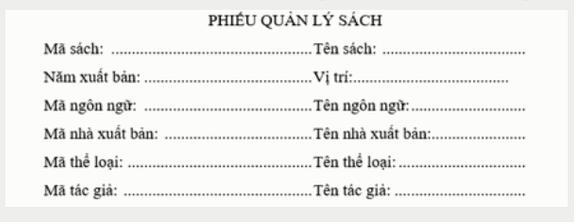 PHIẾU QUẢN LÝ SÁCH
Mã sách: ........................................ Tên sách: .............................
Năm xuất bản: .................................. Vị trí:................................
Mã ngôn ngữ: .................................. Tên ngôn ngữ:.......................
Mã nhà xuất bản: .............................. Tên nhà xuất bản:...................
Mã thể loại: ..................................... Tên thể loại: ..........................
Mã tác giả: ...................................... Tên tác giả: ...........................